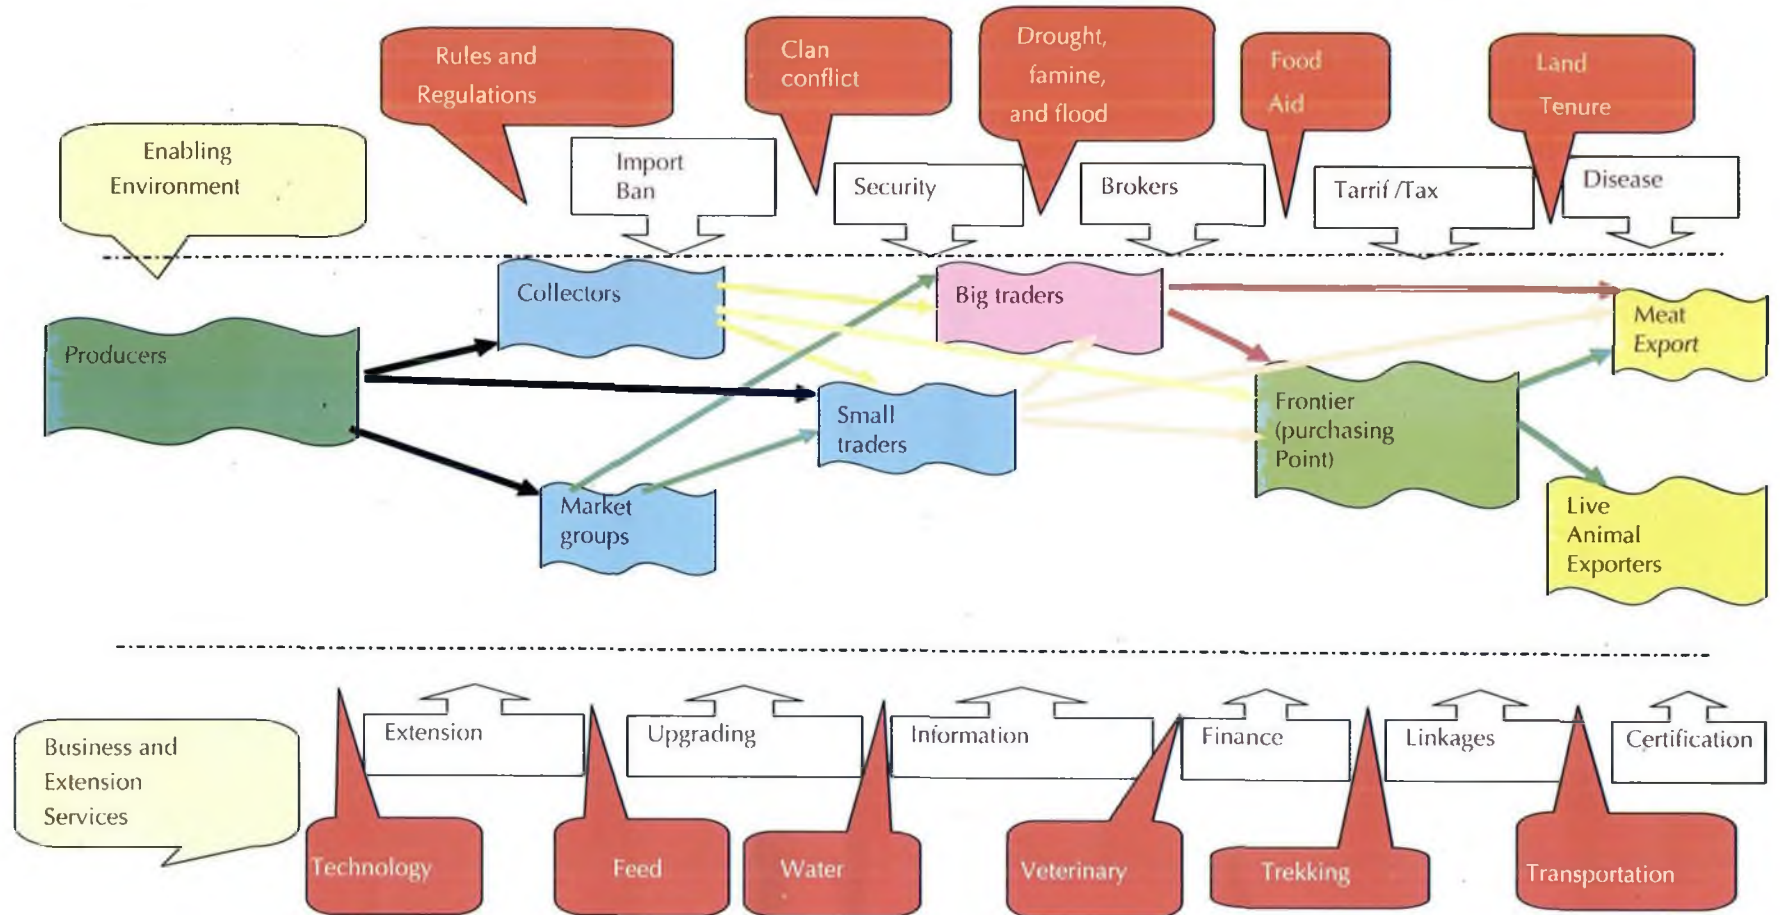 Rules and
Regulations
Clan
conflict
Drought,
famine,
and flood
Food
Aid
Land
Tenure
Enabling
Environment
Import
Ban
Security
Brokers
Tarrif /Tax
Disease
Collectors
Big traders
Meat
Export
Producers
Small
traders
Frontier
(purchasing
Point)
Market
groups
Live
Animal
Exporters
Business and
Extension
Services
Extension
Upgrading
Information
Finance
Linkages
Certification
Technology
Feed
Water
Veterinary
Trekking
Transportation